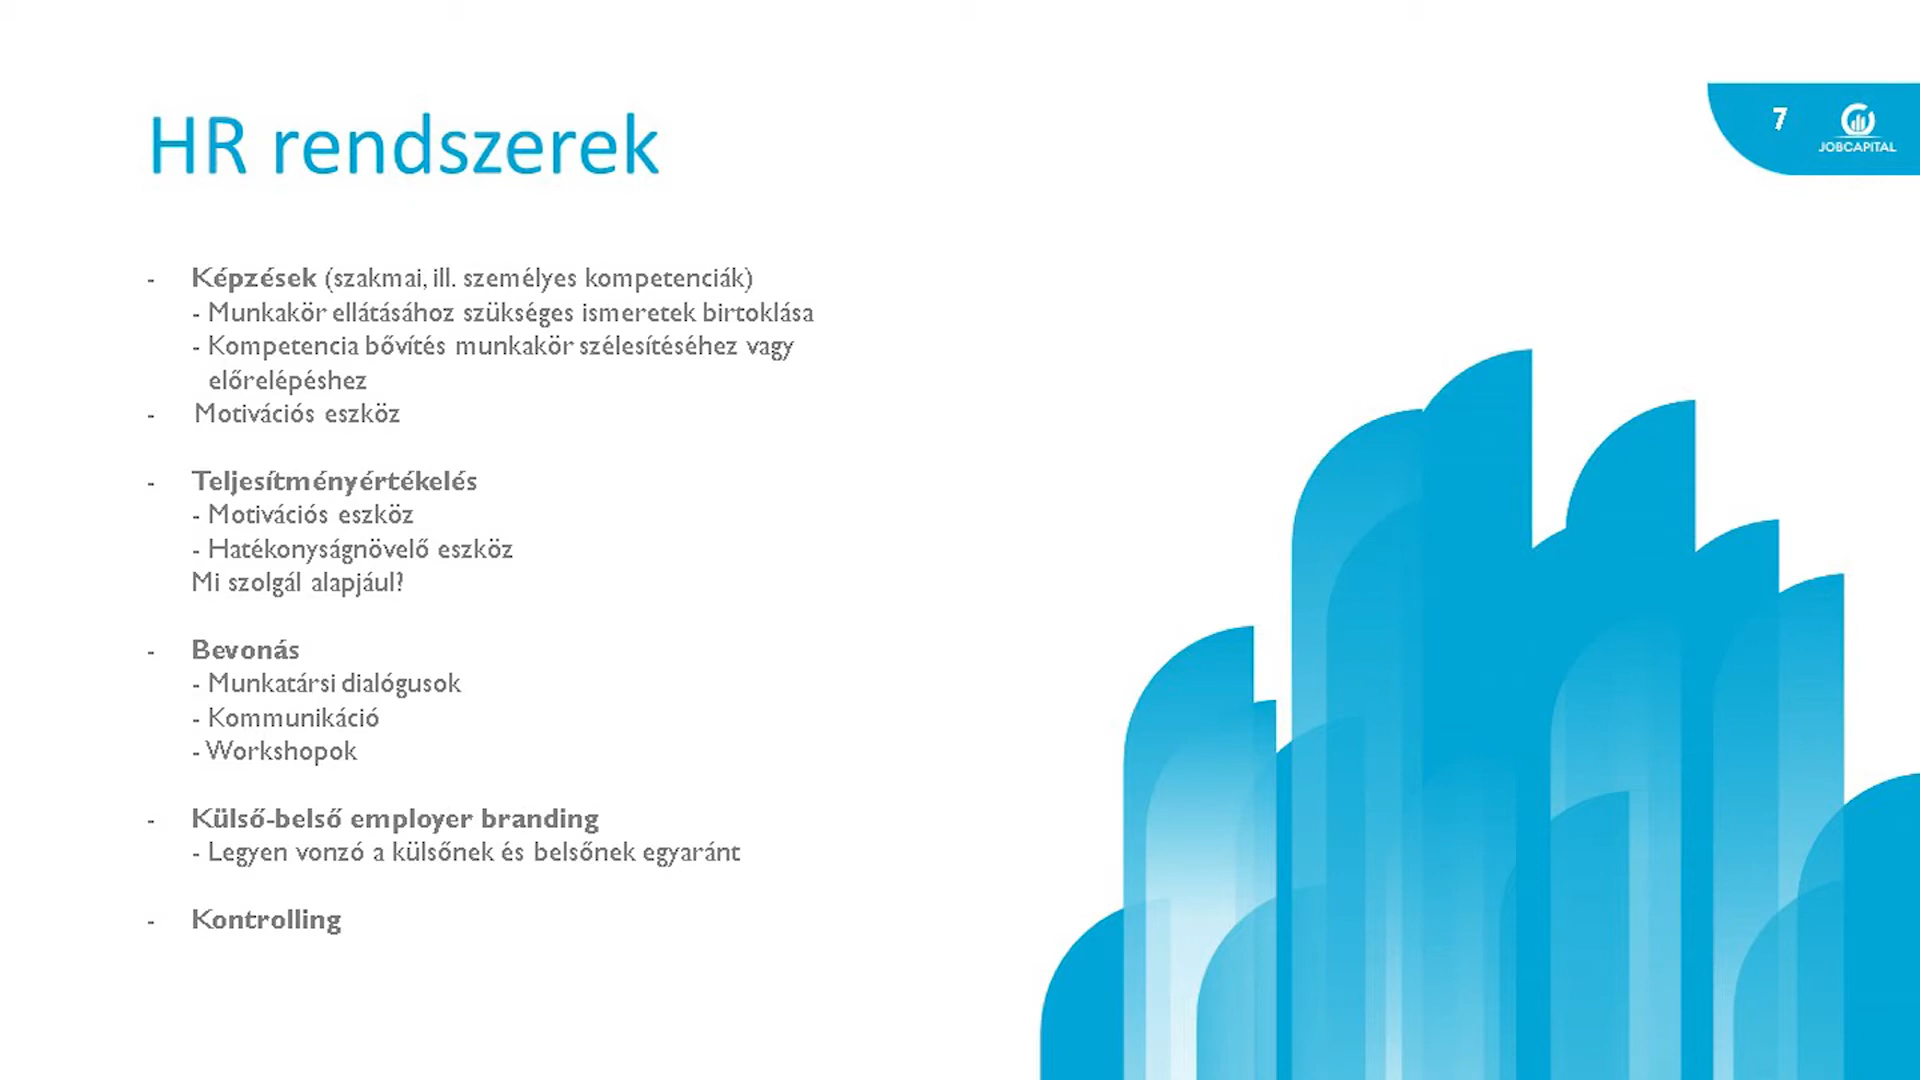 HR rendszerek
7
JOBCAPITAL
- Képzések (szakmai, ill. személyes kompetenciák)
- Munkakör ellátásához szükséges ismeretek birtoklása
- Kompetencia bővítés munkakör szélesítéséhez vagy
előrelépéshez
- Motivációs eszköz
- Teljesítményértékelés
- Motivációs eszköz
- Hatékonyságnövelő eszköz
Mi szolgál alapjául?
- Bevonás
- Munkatársi dialógusok
- Kommunikáció
- Workshopok
- Külső-belső employer branding
- Legyen vonzó a külsőnek és belsőnek egyaránt
- Kontrolling